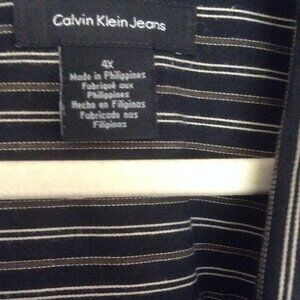 Calvin Klein Jeans
4X
Made in Philippines
Fabriqué aux
Philippines
Hecho en Filipinas
Fabricado nas
Filipinas